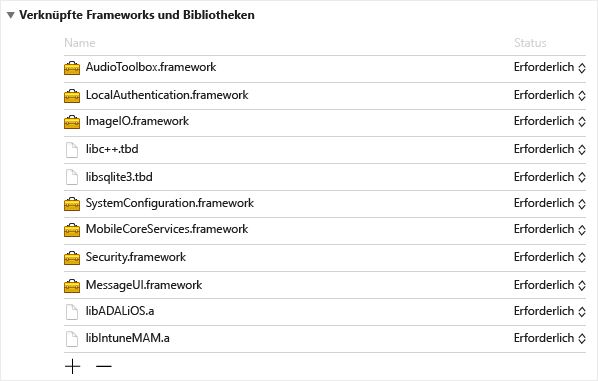 Verknüpfte Frameworks und Bibliotheken
Name Status
AudioToolbox.framework Erforderlich
LocalAuthentication.framework Erforderlich
ImageIO.framework Erforderlich
libc++.tbd Erforderlich
libsqlite3.tbd Erforderlich
SystemConfiguration.framework Erforderlich
MobileCoreServices.framework Erforderlich
Security.framework Erforderlich
MessageUI.framework Erforderlich
libADALiOS.a Erforderlich
libIntuneMAM.a Erforderlich